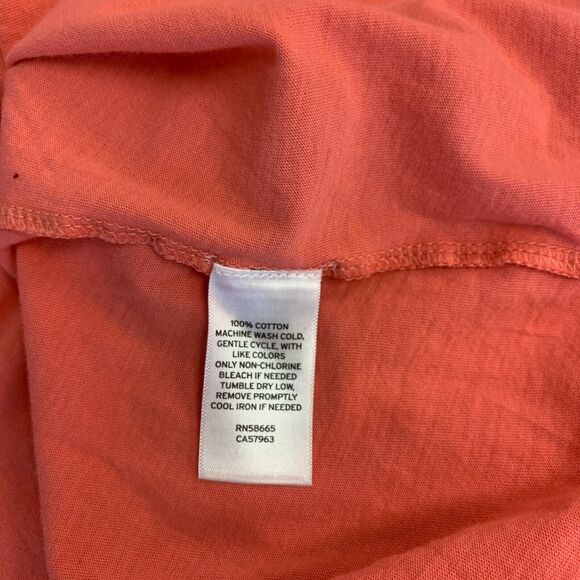 100% COTTON
MACHINE WASH COLD,
GENTLE CYCLE, WITH
LIKE COLORS
ONLY NON-CHLORINE
BLEACH IF NEEDED
TUMBLE DRY LOW,
REMOVE PROMPTLY
COOL IRON IF NEEDED
RN58665
CA57963